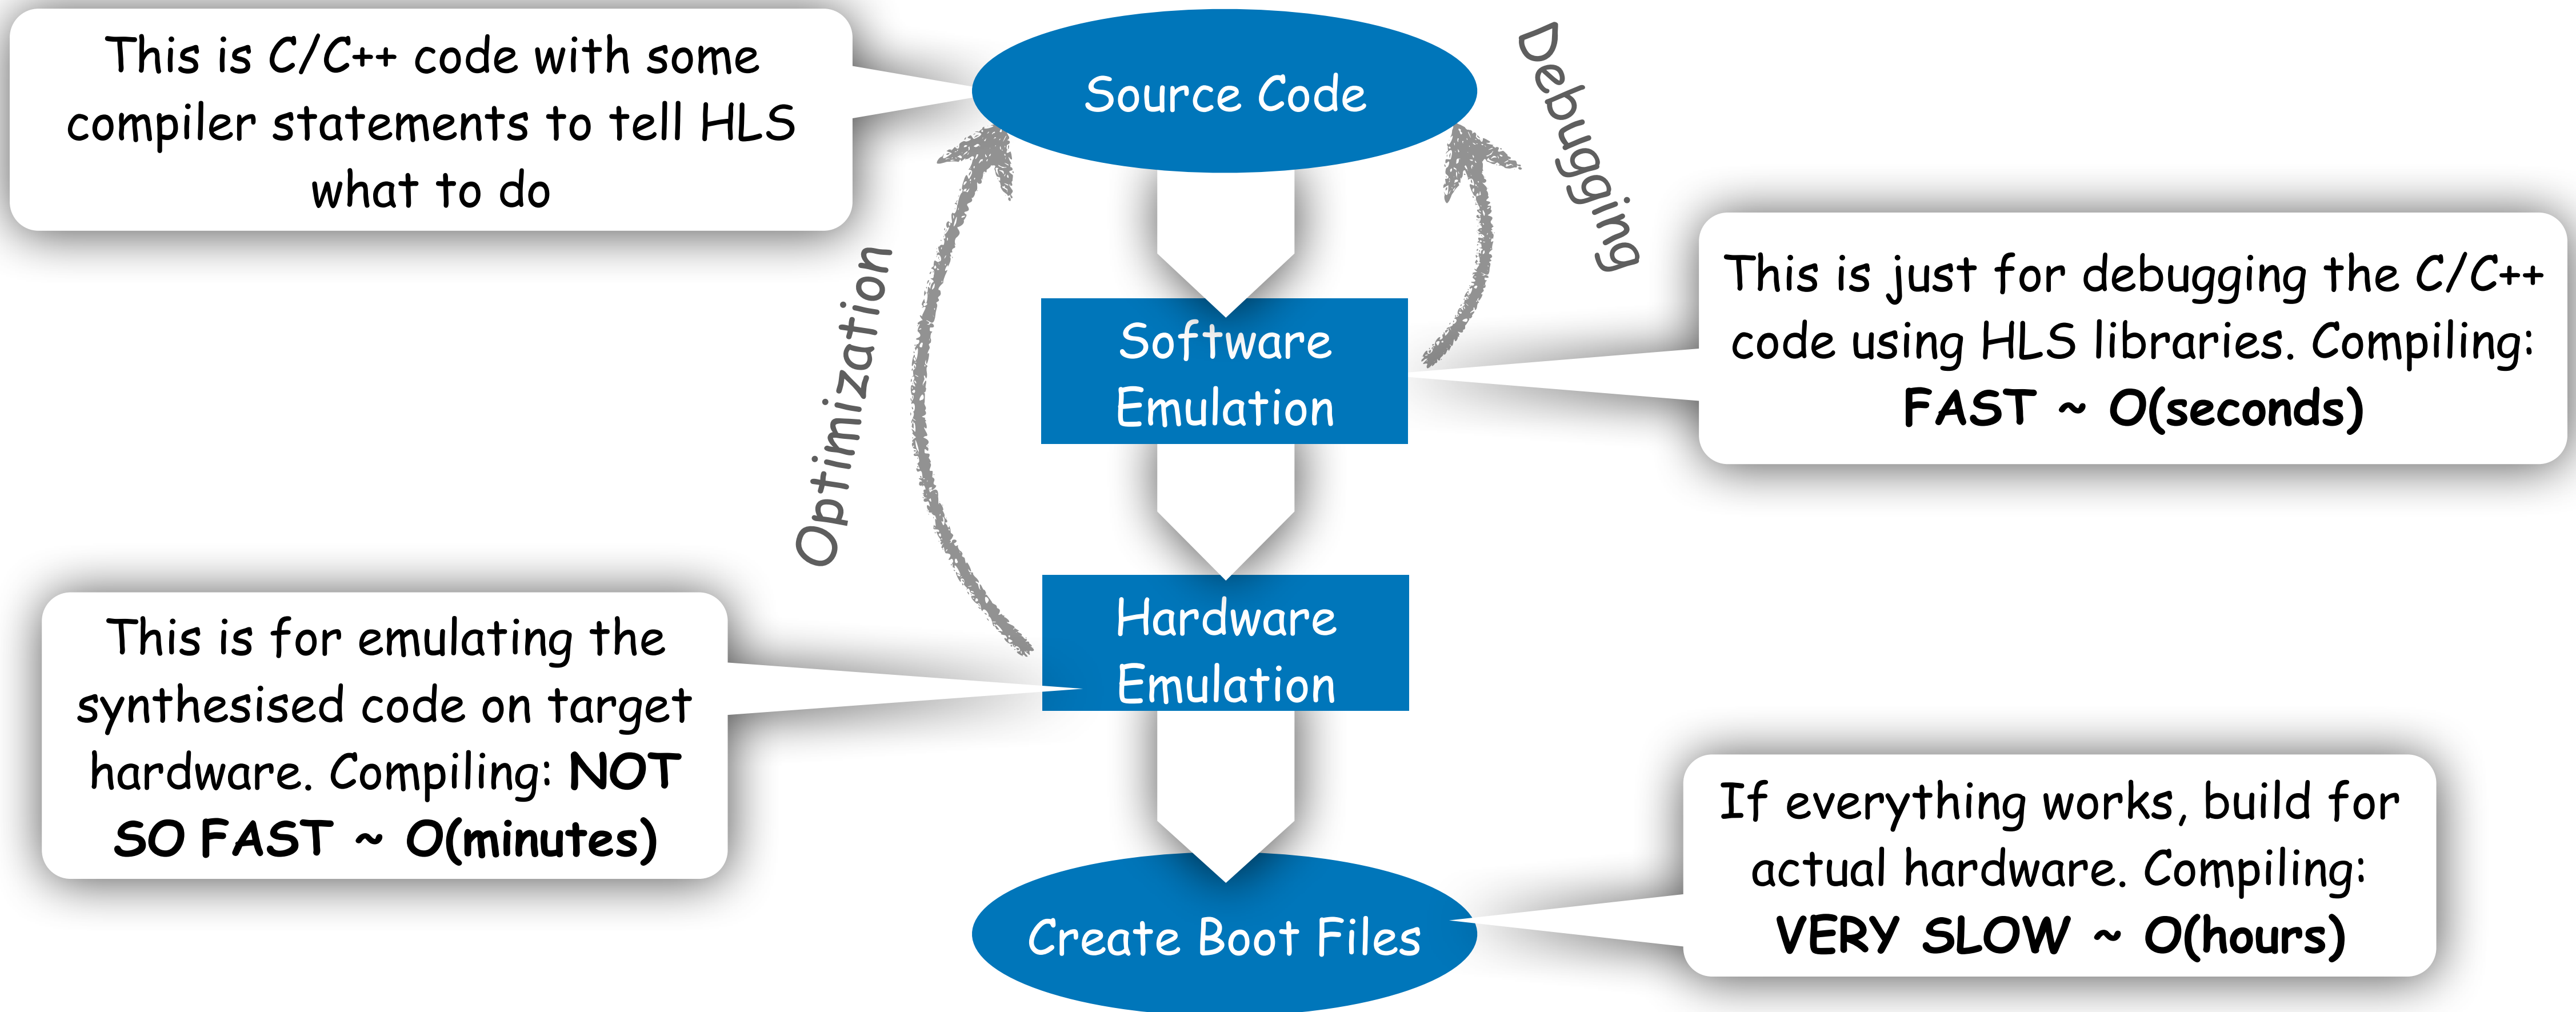 This is C/C++ code with some
compiler statements to tell HLS
what to do
Source Code
Debugging
Optimization
Software
Emulation
This is just for debugging the C/C++
code using HLS libraries. Compiling:
FAST ~ O(seconds)
Hardware
Emulation
This is for emulating the
synthesised code on target
hardware. Compiling: NOT
SO FAST ~ O(minutes)
If everything works, build for
actual hardware. Compiling:
VERY SLOW ~ O(hours)
Create Boot Files